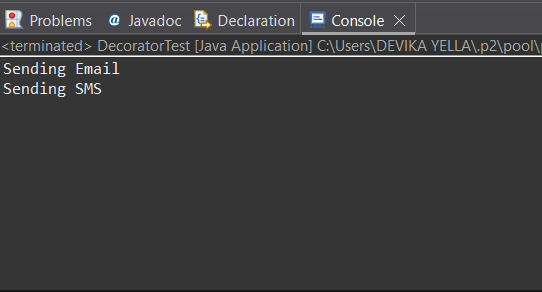 Problems @ Javadoc Declaration Console
<terminated> DecoratorTest [Java Application] C:\Users\DEVIKA YELLA\.p2\pool\
Sending Email
Sending SMS